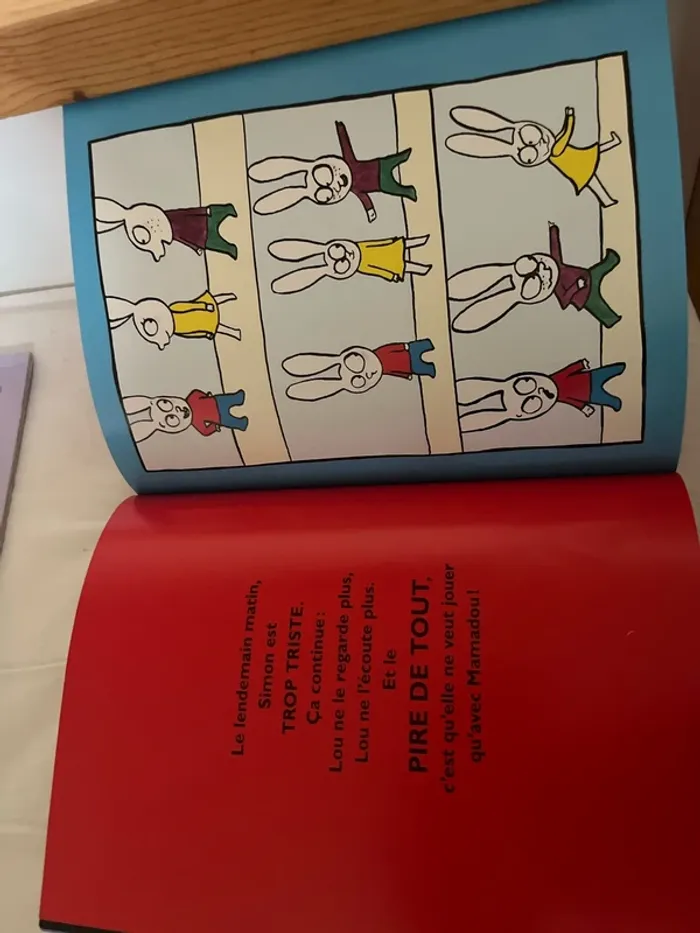 Le lendemain matin,
Simon est
TROP TRISTE.
Ça continue :
Lou ne le regarde plus,
Lou ne l'écoute plus.
Et le
PIRE DE TOUT,
c'est qu'elle ne veut jouer
qu'avec Mamadou !